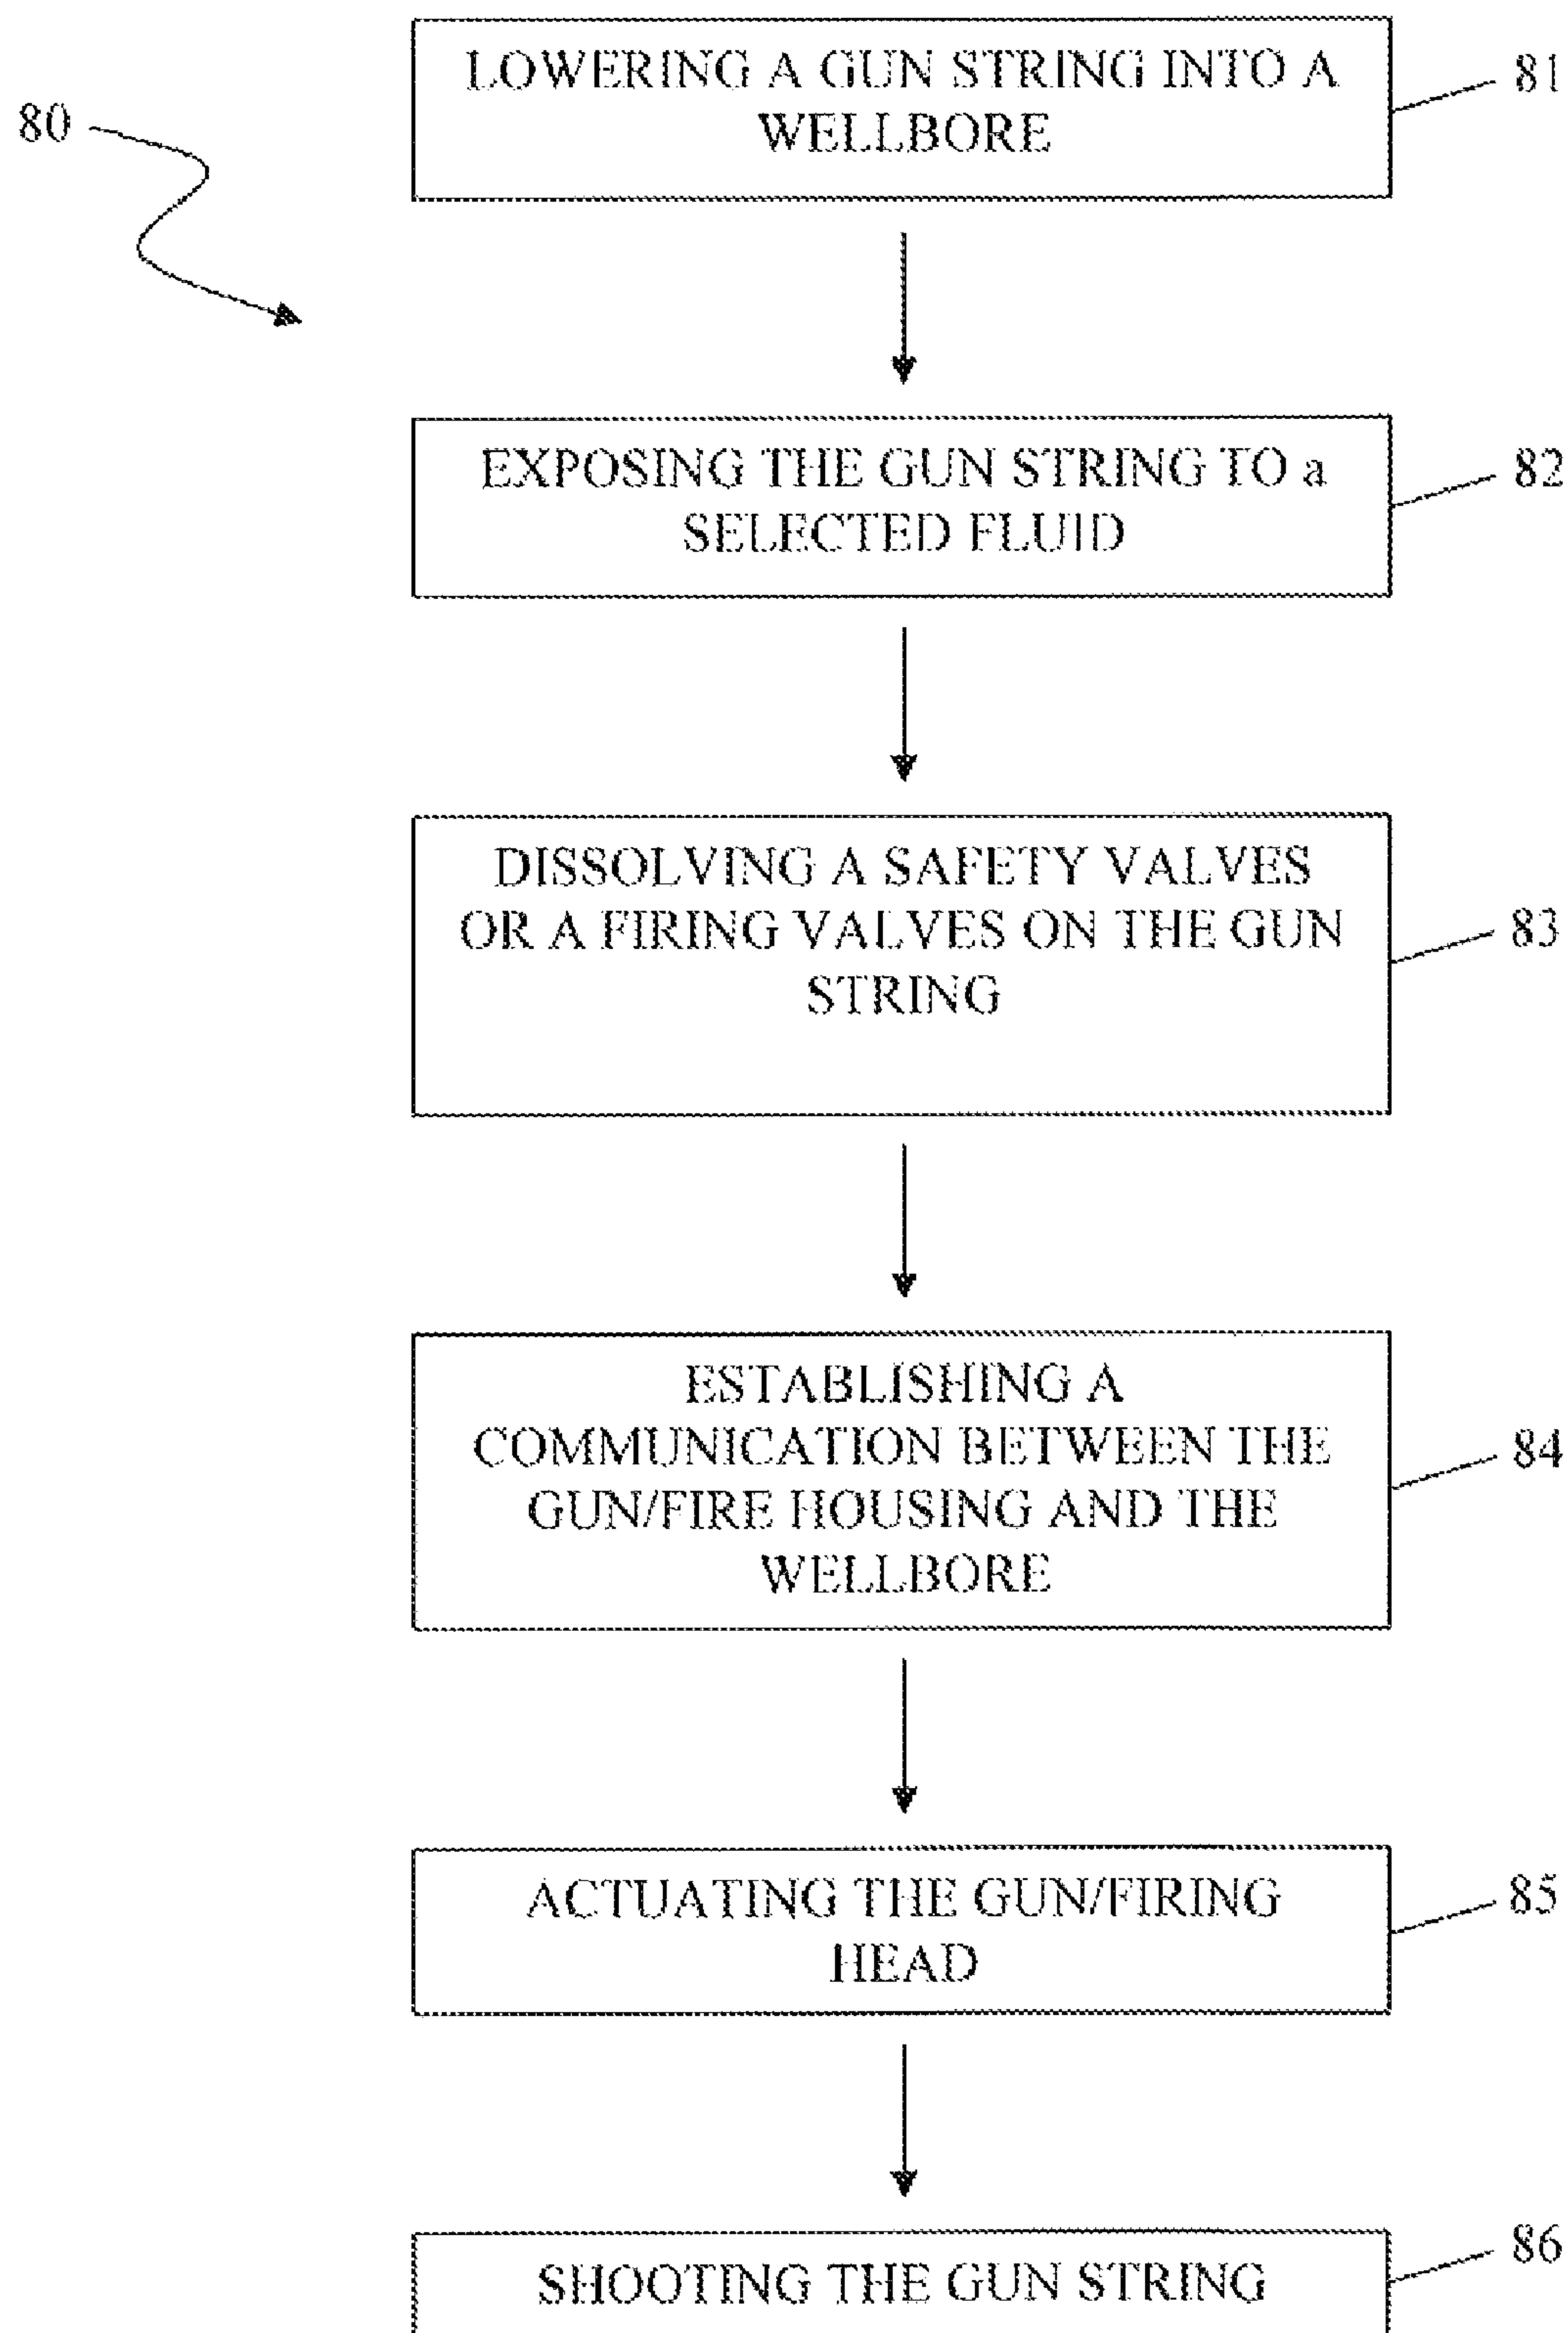 80
LOWERING A GUN STRING INTO A
WELLBORE
81
EXPOSING THE GUN STRING TO a
SELECTED FLUID
82
DISSOLVING A SAFETY VALVES
OR A FIRING VALVES ON THE GUN
STRING
83
ESTABLISHING A
COMMUNICATION BETWEEN THE
GUN/FIRE HOUSING AND THE
WELLBORE
84
ACTUATING THE GUN/FIRING
HEAD
85
SHOOTING THE GUN STRING
86